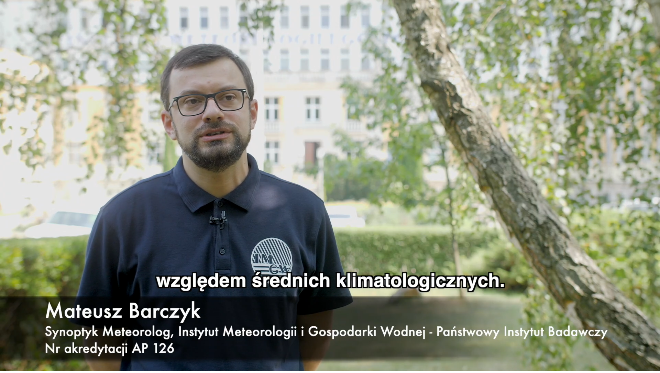 względem średnich klimatologicznych.
Mateusz Barczyk
Synoptyk Meteorolog, Instytut Meteorologii i Gospodarki Wodnej - Państwowy Instytut Badawczy
Nr akredytacji AP 126